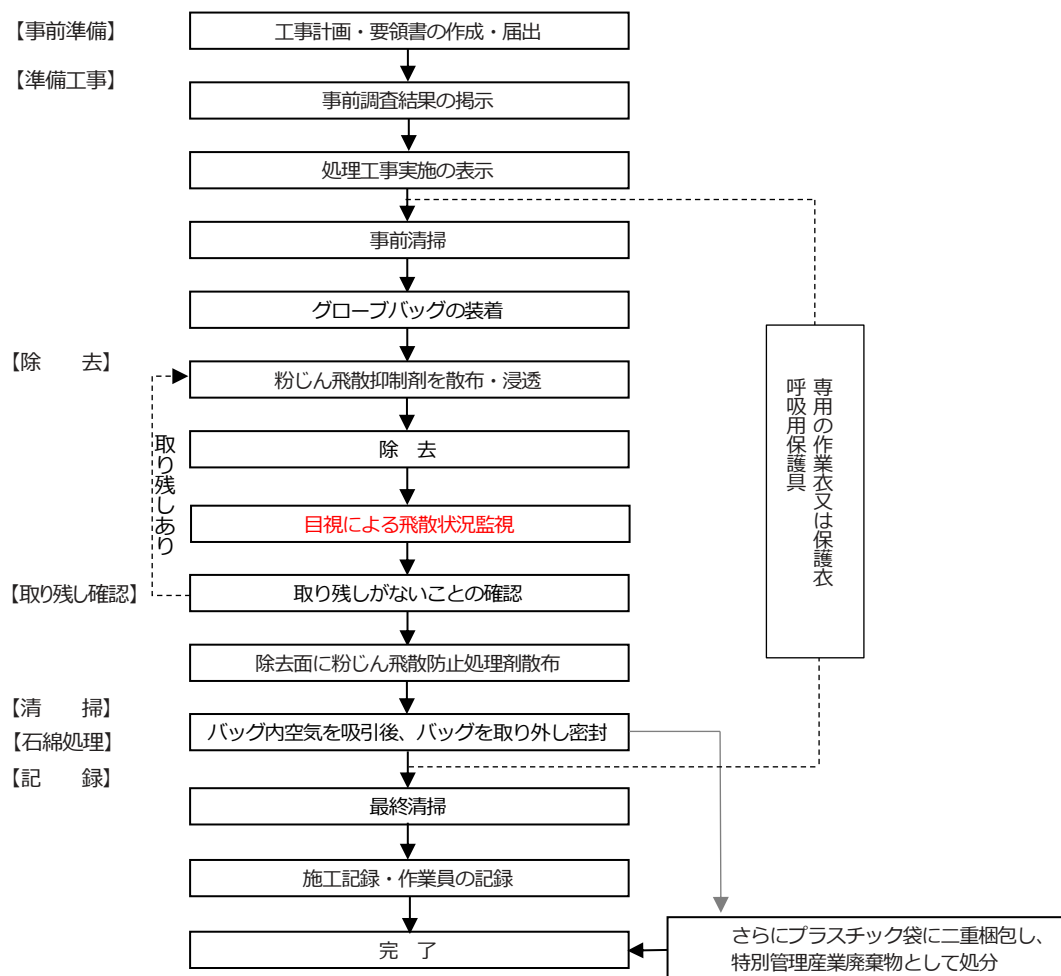 【事前準備】
工事計画・要領書の作成・届出
【準備工事】
事前調査結果の掲示
処理工事実施の表示
事前清掃
グローブバッグの装着
【除　　去】
粉じん飛散抑制剤を散布・浸透
除　去
取り残しあり
目視による飛散状況監視
専用の作業衣又は保護衣
呼吸用保護具
【取り残し確認】
取り残しがないことの確認
除去面に粉じん飛散防止処理剤散布
【清　　掃】
バッグ内空気を吸引後、バッグを取り外し密封
【石綿処理】
【記　　録】
最終清掃
施工記録・作業員の記録
完　了
さらにプラスチック袋に二重梱包し、
特別管理産業廃棄物として処分